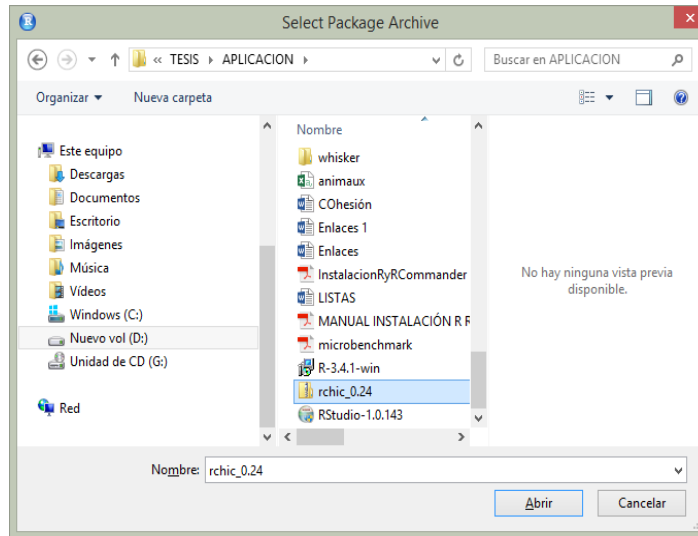 Select Package Archive
« TESIS APLICACION
Buscar en APLICACION
Organizar
Nueva carpeta
Este equipo
Descargas
Documentos
Escritorio
Imágenes
Música
Vídeos
Windows (C:)
Nuevo vol (D:)
Unidad de CD (G:)
Red
Nombre
whisker
animaux
COhesión
Enlaces 1
Enlaces
InstalacionRyRCommander
LISTAS
MANUAL INSTALACIÓN R R
microbenchmark
R-3.4.1-win
rchic_0.24
RStudio-1.0.143
No hay ninguna vista previa
disponible.
Nombre: rchic_0.24
Abrir
Cancelar